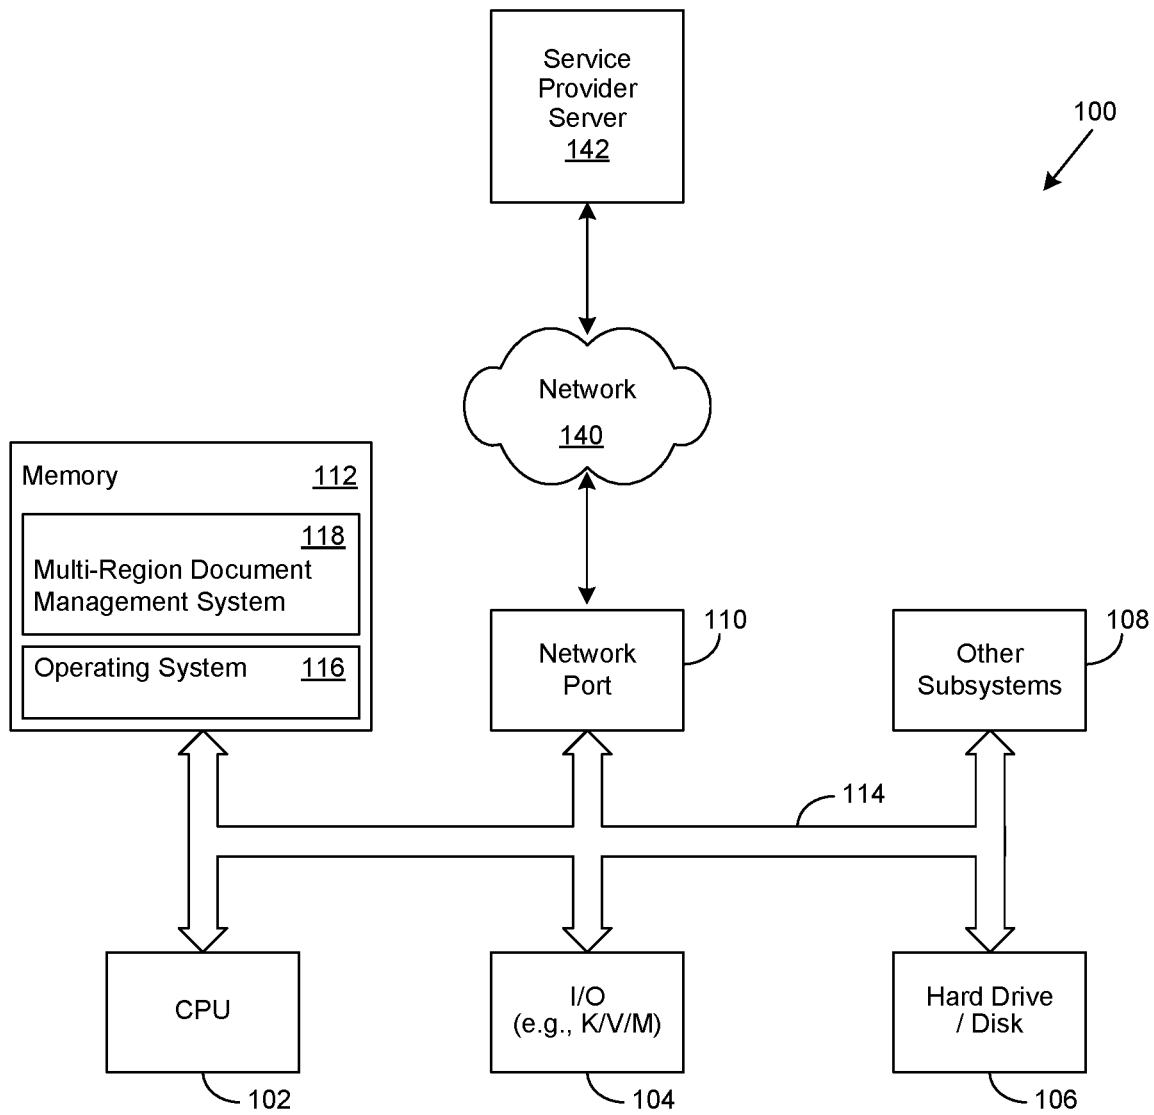 Service
Provider
Server
142
100
Network
140
Memory 112
118
Multi-Region Document
Management System
Operating System 116
Network
Port
110
Other
Subsystems
108
114
CPU
102
I/O
(e.g., K/V/M)
104
Hard Drive
/ Disk
106